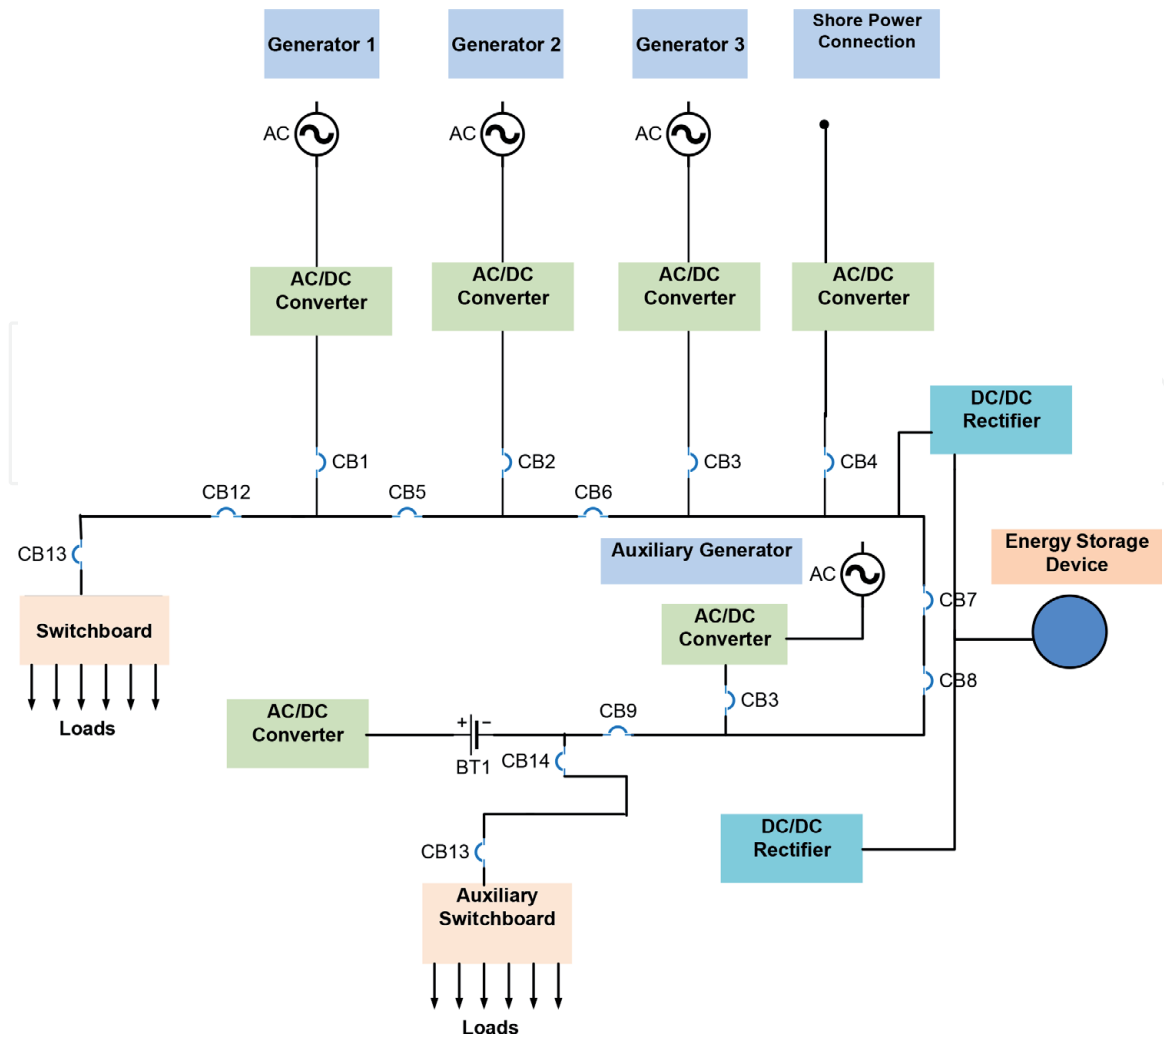 Generator 1
Generator 2
Generator 3
Shore Power
Connection
AC
AC
AC
AC/DC
Converter
AC/DC
Converter
AC/DC
Converter
AC/DC
Converter
DC/DC
Rectifier
CB1
CB2
CB3
CB4
CB12
CB5
CB6
CB13
Auxiliary Generator
AC
Energy Storage
Device
CB7
AC/DC
Converter
Switchboard
CB8
CB3
Loads
AC/DC
Converter
+
−
BT1
CB9
CB14
DC/DC
Rectifier
CB13
Auxiliary
Switchboard
Loads